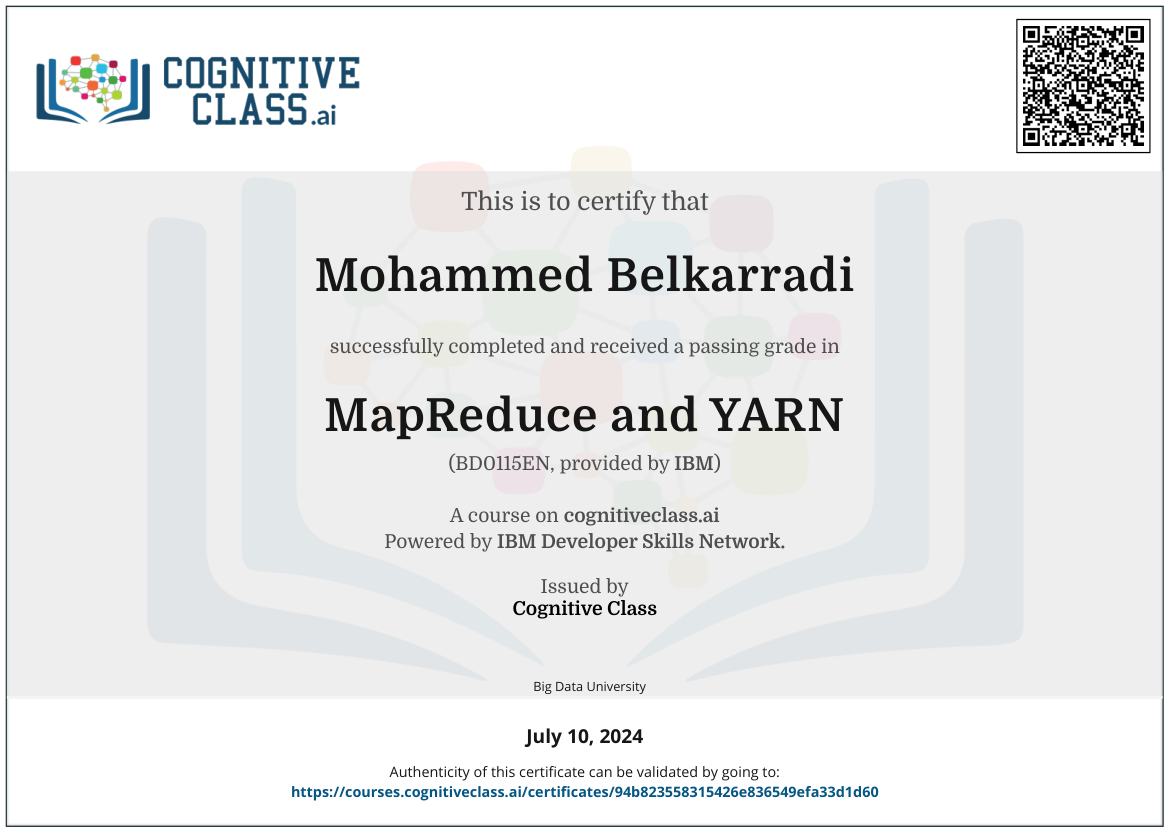 COGNITIVE
CLASS.ai
This is to certify that
Mohammed Belkarradi
successfully completed and received a passing grade in
MapReduce and YARN
(BD0115EN, provided by IBM)
A course on cognitiveclass.ai
Powered by IBM Developer Skills Network.
Issued by
Cognitive Class
Big Data University
July 10, 2024
Authenticity of this certificate can be validated by going to:
https://courses.cognitiveclass.ai/certificates/94b823558315426e836549efa33d1d60